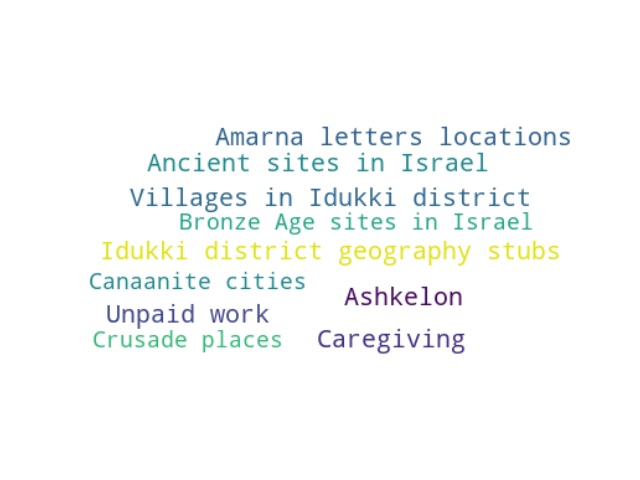 Amarna letters locations
Ancient sites in Israel
Villages in Idukki district
Bronze Age sites in Israel
Idukki district geography stubs
Canaanite cities
Ashkelon
Unpaid work
Crusade places
Caregiving